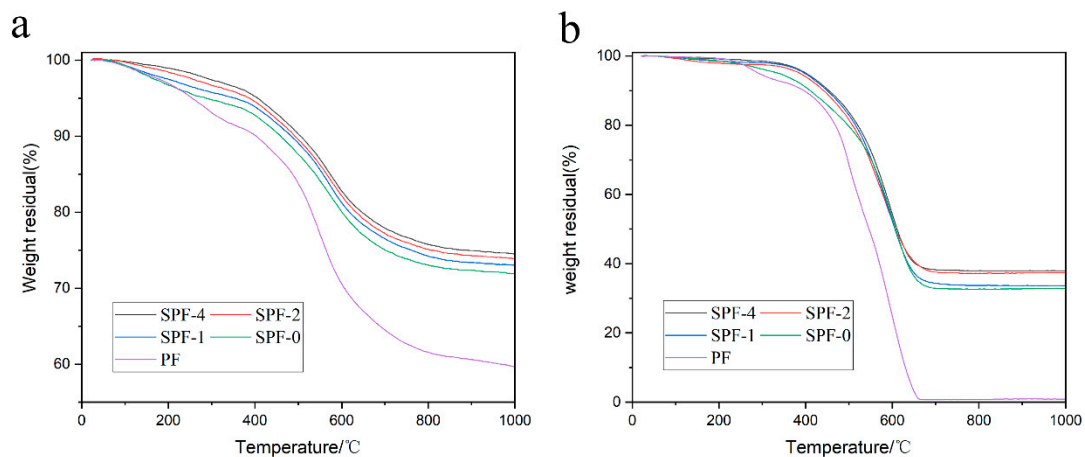 a
100
90
80
70
60
Weight residual(%)
SPF-4 SPF-2
SPF-1 SPF-0
PF
0 200 400 600 800 1000
Temperature/℃
b
100
80
60
40
20
0
weight residual(%)
SPF-4 SPF-2
SPF-1 SPF-0
PF
0 200 400 600 800 1000
Temperature/℃